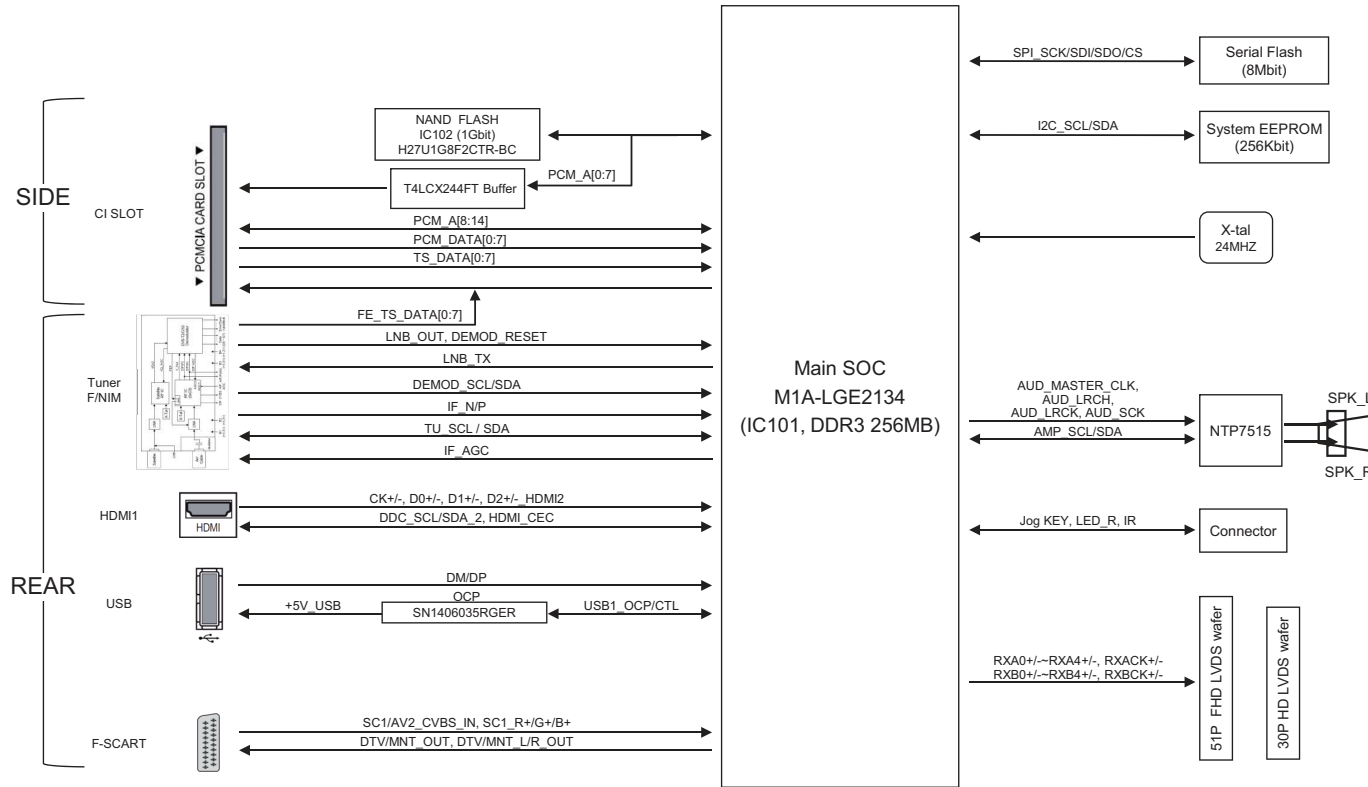 SIDE
CI SLOT
▼ PCMCIA CARD SLOT ▼
NAND FLASH
IC102 (1Gbit)
H27U1G8F2CTR-BC
PCM_A[0:7]
T4LCX244FT Buffer
PCM_A[8:14]
PCM_DATA[0:7]
TS_DATA[0:7]
REAR
FE_TS_DATA[0:7]
Tuner
F/NIM
LNB_OUT, DEMOD_RESET
LNB_TX
DEMOD_SCL/SDA
IF_N/P
TU_SCL / SDA
IF_AGC
HDMI1
HDMI
CK+/-, D0+/-, D1+/-, D2+/-_HDMI2
DDC_SCL/SDA_2, HDMI_CEC
USB
DM/DP
+5V_USB
OCP
SN1406035RGER
USB1_OCP/CTL
F-SCART
SC1/AV2_CVBS_IN, SC1_R+/G+/B+
DTV/MNT_OUT, DTV/MNT_L/R_OUT
Main SOC
M1A-LGE2134
(IC101, DDR3 256MB)
SPI_SCK/SDI/SDO/CS
Serial Flash
(8Mbit)
I2C_SCL/SDA
System EEPROM
(256Kbit)
X-tal
24MHZ
AUD_MASTER_CLK,
AUD_LRCH,
AUD_LRCK, AUD_SCK
AMP_SCL/SDA
NTP7515
SPK_L
SPK_R
Jog KEY, LED_R, IR
Connector
RXA0+/-~RXA4+/-, RXACK+/-
RXB0+/-~RXB4+/-, RXBCK+/-
51P FHD LVDS wafer
30P HD LVDS wafer